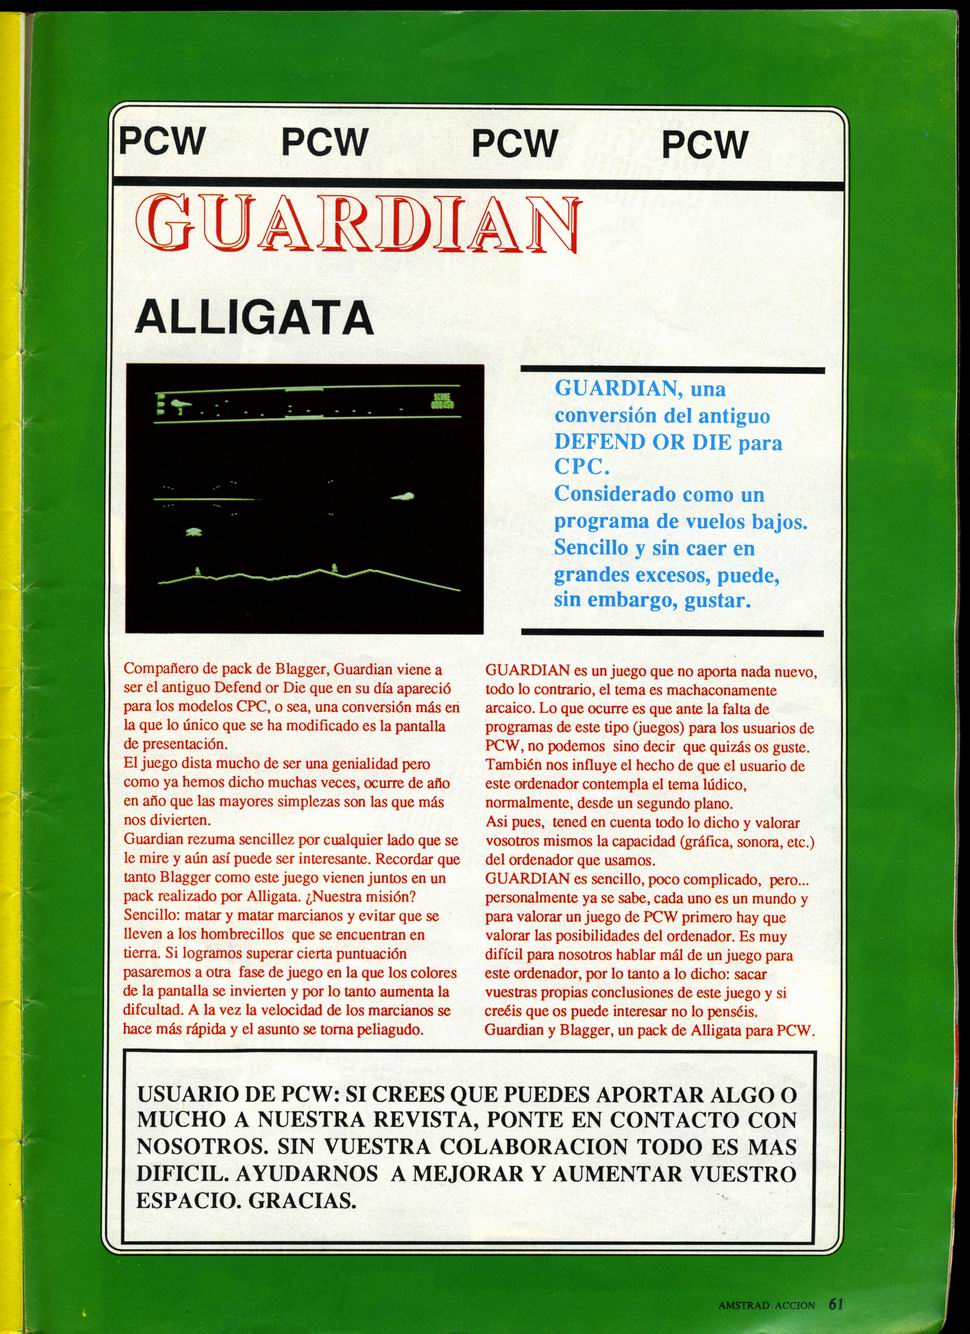 PCW PCW PCW PCW
GUARDIAN
ALLIGATA
SCORE
000450
3
GUARDIAN, una
conversión del antiguo
DEFEND OR DIE para
CPC.
Considerado como un
programa de vuelos bajos.
Sencillo y sin caer en
grandes excesos, puede,
sin embargo, gustar.
Compañero de pack de Blagger, Guardian viene a
ser el antiguo Defend or Die que en su día apareció
para los modelos CPC, o sea, una conversión más en
la que lo único que se ha modificado es la pantalla
de presentación.
El juego dista mucho de ser una genialidad pero
como ya hemos dicho muchas veces, ocurre de año
en año que las mayores simplezas son las que más
nos divierten.
Guardian rezuma sencillez por cualquier lado que se
le mire y aún así puede ser interesante. Recordar que
tanto Blagger como este juego vienen juntos en un
pack realizado por Alligata. ¿Nuestra misión?
Sencillo: matar y matar marcianos y evitar que se
lleven a los hombrecillos que se encuentran en
tierra. Si logramos superar cierta puntuación
pasaremos a otra fase de juego en la que los colores
de la pantalla se invierten y por lo tanto aumenta la
difcultad. A la vez la velocidad de los marcianos se
hace más rápida y el asunto se torna peliagudo.
GUARDIAN es un juego que no aporta nada nuevo,
todo lo contrario, el tema es machaconamente
arcaico. Lo que ocurre es que ante la falta de
programas de este tipo (juegos) para los usuarios de
PCW, no podemos sino decir que quizás os guste.
También nos influye el hecho de que el usuario de
este ordenador contempla el tema lúdico,
normalmente, desde un segundo plano.
Asi pues, tened en cuenta todo lo dicho y valorar
vosotros mismos la capacidad (gráfica, sonora, etc.)
del ordenador que usamos.
GUARDIAN es sencillo, poco complicado, pero...
personalmente ya se sabe, cada uno es un mundo y
para valorar un juego de PCW primero hay que
valorar las posibilidades del ordenador. Es muy
difícil para nosotros hablar mál de un juego para
este ordenador, por lo tanto a lo dicho: sacar
vuestras propias conclusiones de este juego y si
creéis que os puede interesar no lo penséis.
Guardian y Blagger, un pack de Alligata para PCW.
USUARIO DE PCW: SI CREES QUE PUEDES APORTAR ALGO O
MUCHO A NUESTRA REVISTA, PONTE EN CONTACTO CON
NOSOTROS. SIN VUESTRA COLABORACION TODO ES MAS
DIFICIL. AYUDARNOS A MEJORAR Y AUMENTAR VUESTRO
ESPACIO. GRACIAS.
AMSTRAD ACCION 61